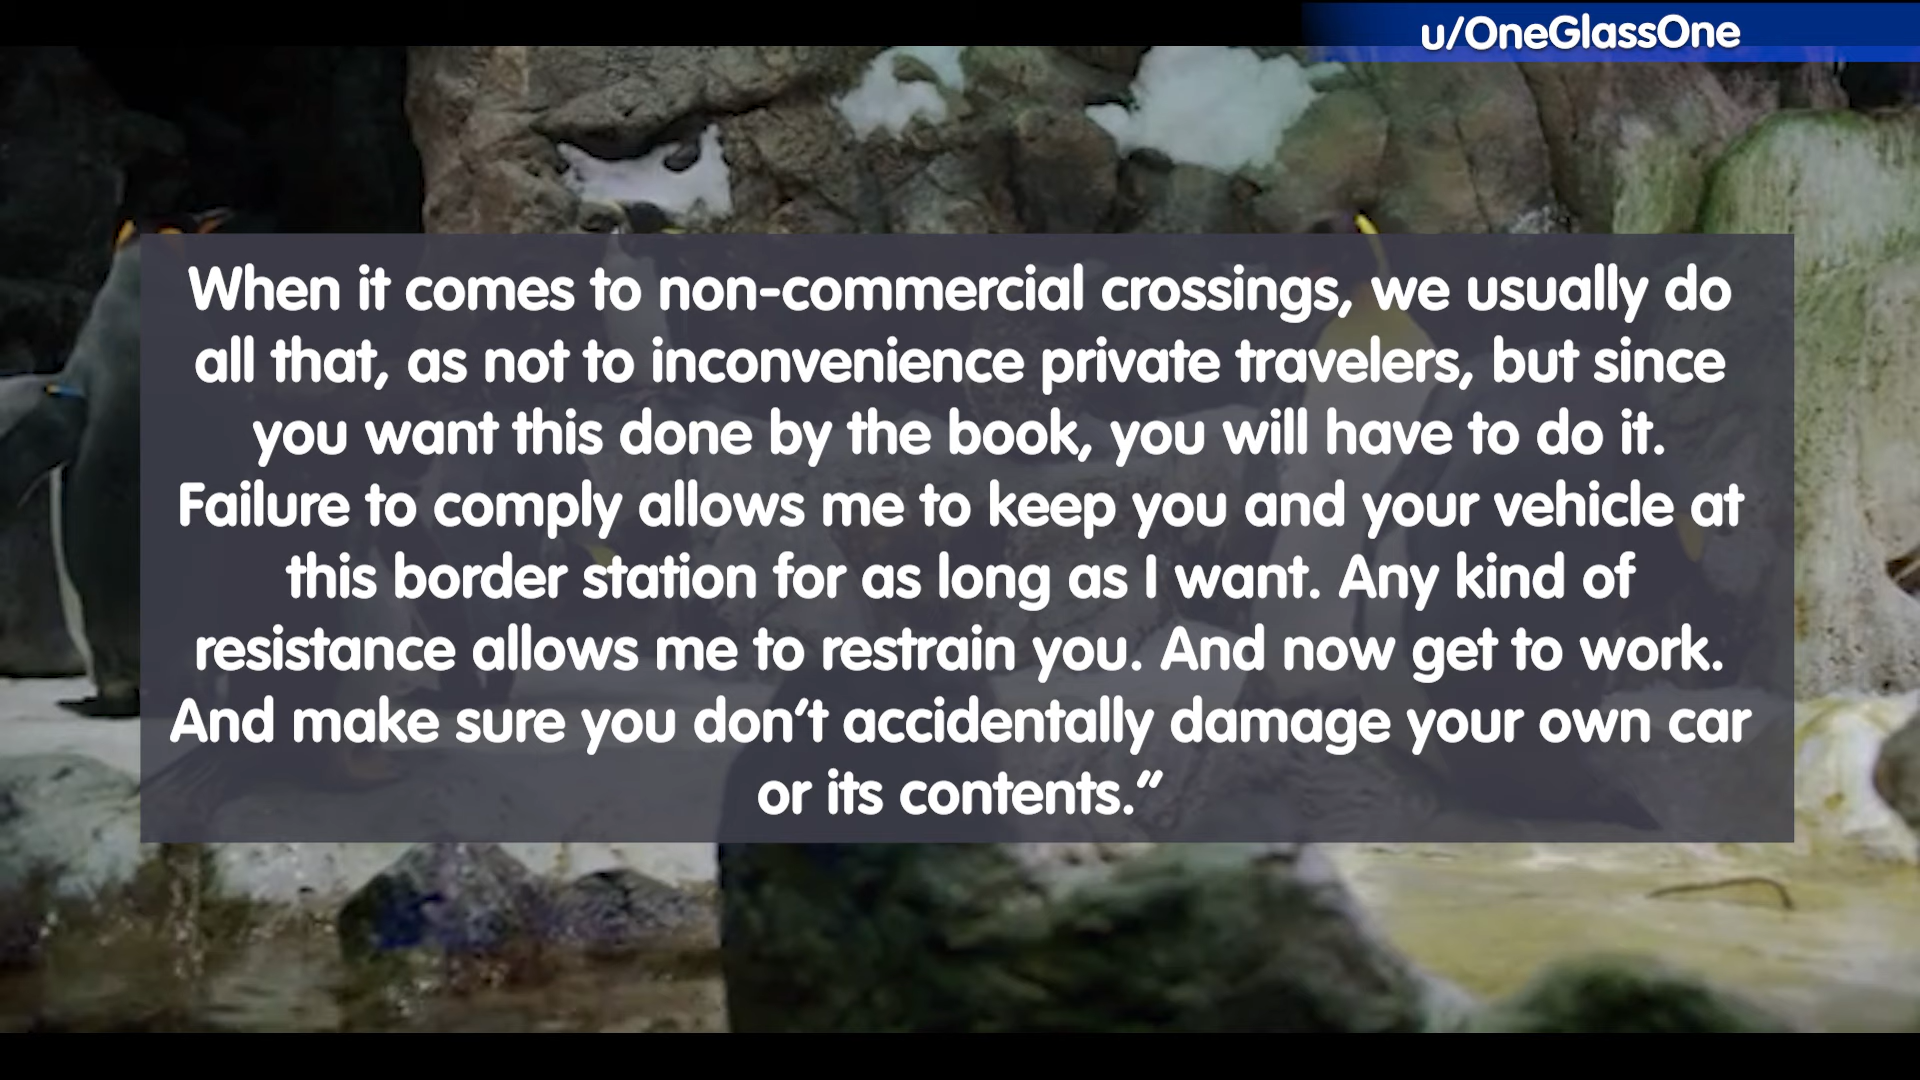 u/OneGlassOne
When it comes to non-commercial crossings, we usually do
all that, as not to inconvenience private travelers, but since
you want this done by the book, you will have to do it.
Failure to comply allows me to keep you and your vehicle at
this border station for as long as I want. Any kind of
resistance allows me to restrain you. And now get to work.
And make sure you don't accidentally damage your own car
or its contents."